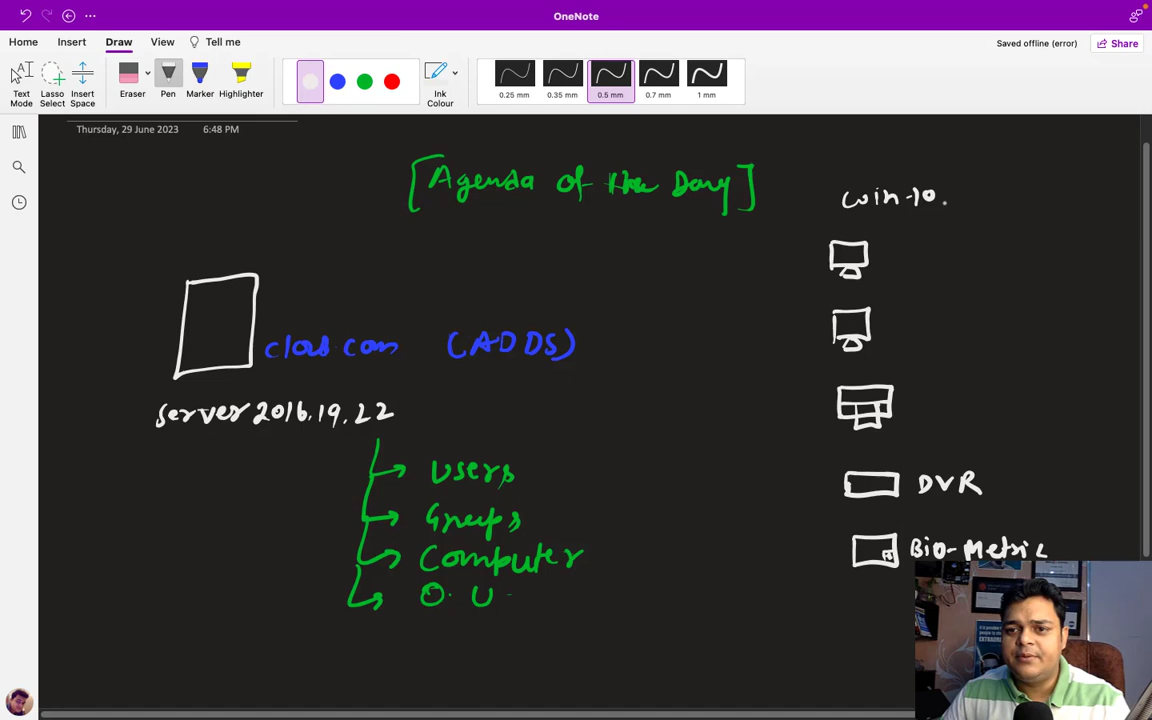 OneNote
Home Insert Draw View Tell me
Saved offline (error) Share
Text Mode
Lasso Select
Insert Space
Eraser
Pen
Marker
Highlighter
Ink Colour
0.25 mm
0.35 mm
0.5 mm
0.7 mm
1 mm
Thursday, 29 June 2023 6:48 PM
[Agenda of the Day]
Win-10.
(ADDS)
Server 2016.19.22
Users
Groups
Computer
O.U
DVR
Bio-Metric